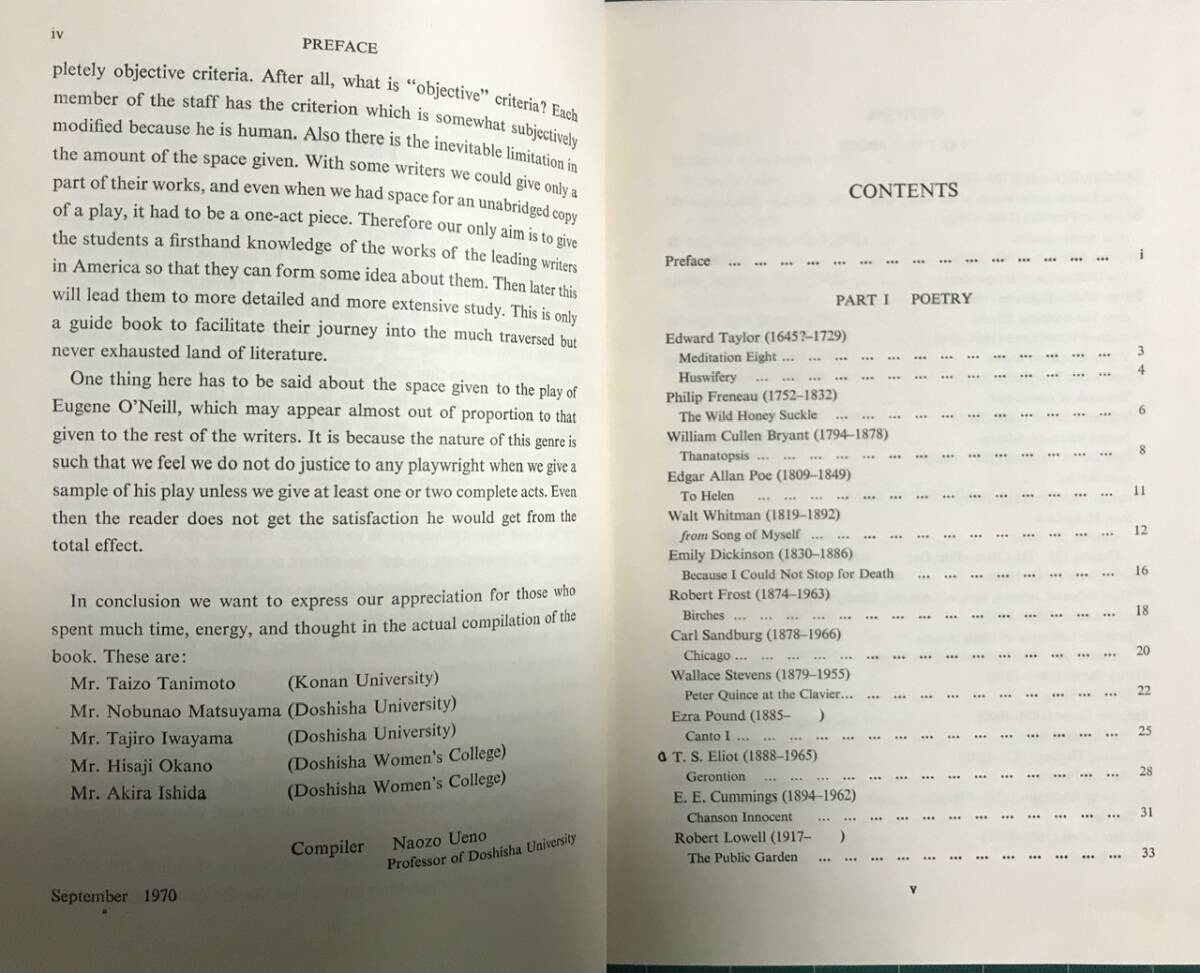 iv
PREFACE
pletely objective criteria. After all, what is “objective” criteria? Each
member of the staff has the criterion which is somewhat subjectively
modified because he is human. Also there is the inevitable limitation in
the amount of the space given. With some writers we could give only a
part of their works, and even when we had space for an unabridged copy
of a play, it had to be a one-act piece. Therefore our only aim is to give
the students a firsthand knowledge of the works of the leading writers
in America so that they can form some idea about them. Then later this
will lead them to more detailed and more extensive study. This is only
a guide book to facilitate their journey into the much traversed but
never exhausted land of literature.
One thing here has to be said about the space given to the play of
Eugene O’Neill, which may appear almost out of proportion to that
given to the rest of the writers. It is because the nature of this genre is
such that we feel we do not do justice to any playwright when we give a
sample of his play unless we give at least one or two complete acts. Even
then the reader does not get the satisfaction he would get from the
total effect.
In conclusion we want to express our appreciation for those who
spent much time, energy, and thought in the actual compilation of the
book. These are:
Mr. Taizo Tanimoto (Konan University)
Mr. Nobunao Matsuyama (Doshisha University)
Mr. Tajiro Iwayama (Doshisha University)
Mr. Hisaji Okano (Doshisha Women’s College)
Mr. Akira Ishida (Doshisha Women’s College)
Compiler Naozo Ueno
Professor of Doshisha University
September 1970
CONTENTS
Preface ... ... ... ... ... ... ... ... ... ... ... ... ... ... ... i
PART I POETRY
Edward Taylor (1645?–1729)
Meditation Eight ... ... ... ... ... ... ... ... ... ... ... ... ... 3
Huswifery ... ... ... ... ... ... ... ... ... ... ... ... ... ... 4
Philip Freneau (1752–1832)
The Wild Honey Suckle ... ... ... ... ... ... ... ... ... ... ... 6
William Cullen Bryant (1794–1878)
Thanatopsis ... ... ... ... ... ... ... ... ... ... ... ... ... ... 8
Edgar Allan Poe (1809–1849)
To Helen ... ... ... ... ... ... ... ... ... ... ... ... ... ... 11
Walt Whitman (1819–1892)
from Song of Myself ... ... ... ... ... ... ... ... ... ... ... ... 12
Emily Dickinson (1830–1886)
Because I Could Not Stop for Death ... ... ... ... ... ... ... ... 16
Robert Frost (1874–1963)
Birches ... ... ... ... ... ... ... ... ... ... ... ... ... ... ... 18
Carl Sandburg (1878–1966)
Chicago ... ... ... ... ... ... ... ... ... ... ... ... ... ... ... 20
Wallace Stevens (1879–1955)
Peter Quince at the Clavier... ... ... ... ... ... ... ... ... ... ... 22
Ezra Pound (1885– )
Canto I ... ... ... ... ... ... ... ... ... ... ... ... ... ... ... 25
a T. S. Eliot (1888–1965)
Gerontion ... ... ... ... ... ... ... ... ... ... ... ... ... ... 28
E. E. Cummings (1894–1962)
Chanson Innocent ... ... ... ... ... ... ... ... ... ... ... ... 31
Robert Lowell (1917– )
The Public Garden ... ... ... ... ... ... ... ... ... ... ... ... 33
v